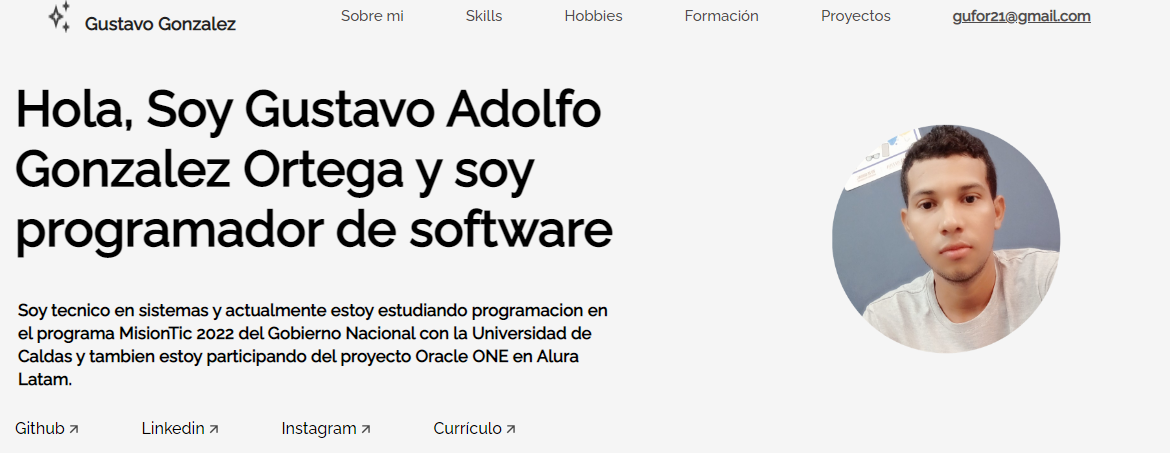 Gustavo Gonzalez
Sobre mi
Skills
Hobbies
Formación
Proyectos
gufor21@gmail.com
Hola, Soy Gustavo Adolfo
Gonzalez Ortega y soy
programador de software
Soy tecnico en sistemas y actualmente estoy estudiando programacion en
el programa MisionTic 2022 del Gobierno Nacional con la Universidad de
Caldas y tambien estoy participando del proyecto Oracle ONE en Alura
Latam.
Github
Linkedin
Instagram
Currículo